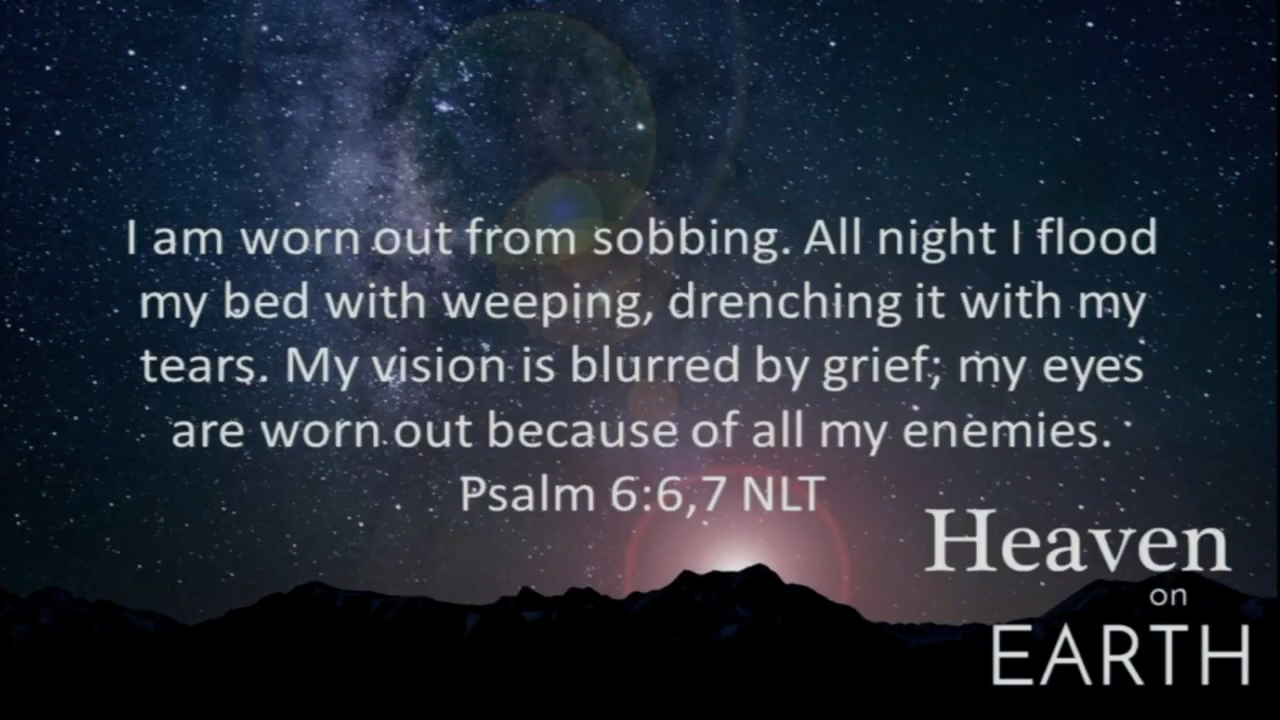 I am worn out from sobbing. All night I flood
my bed with weeping, drenching it with my
tears. My vision is blurred by grief; my eyes
are worn out because of all my enemies.
Psalm 6:6,7 NLT
Heaven
on
EARTH